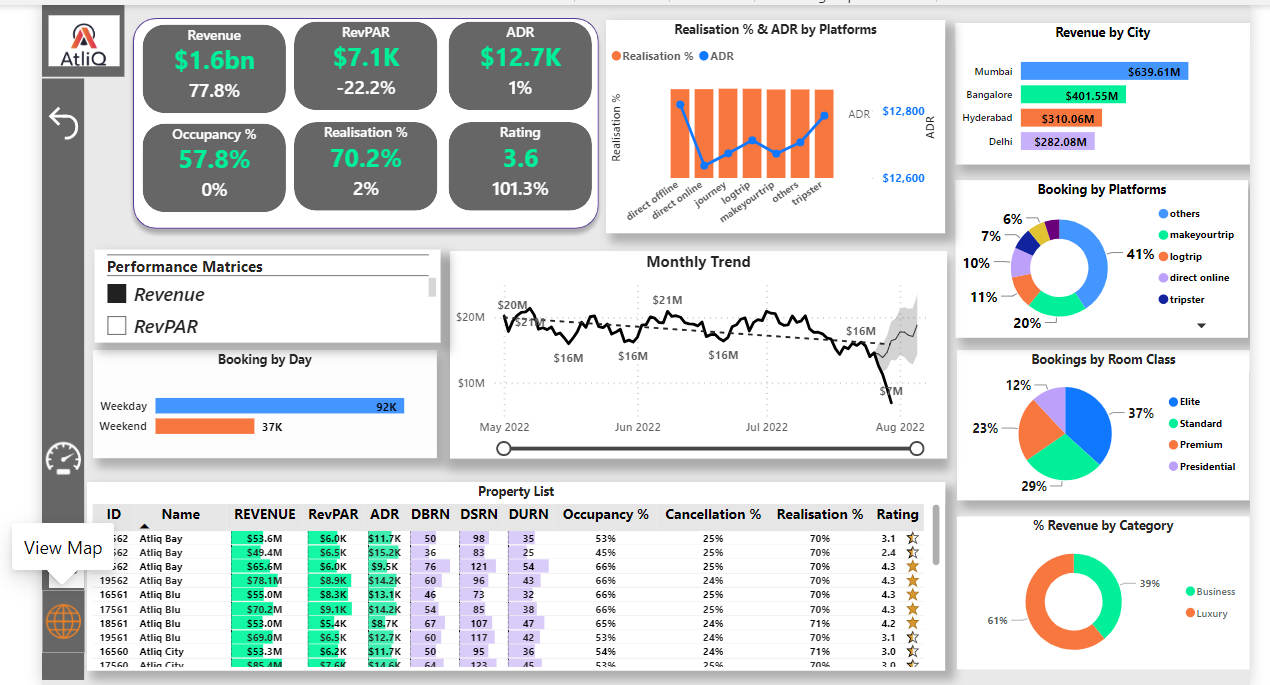 AtliQ
Revenue
$1.6bn
77.8%
RevPAR
$7.1K
-22.2%
ADR
$12.7K
1%
Occupancy %
57.8%
0%
Realisation %
70.2%
2%
Rating
3.6
101.3%
Realisation % & ADR by Platforms
Realisation % ADR
Realisation %
ADR
$12,800
$12,600
ADR
direct offline
direct online
journey
logtrip
makeyourtrip
others
tripster
Revenue by City
Mumbai $639.61M
Bangalore $401.55M
Hyderabad $310.06M
Delhi $282.08M
Booking by Platforms
6%
7%
10%
11%
20%
41%
others
makeyourtrip
logtrip
direct online
tripster
Performance Matrices
Revenue
RevPAR
Booking by Day
Weekday 92K
Weekend 37K
Monthly Trend
$20M
$10M
$20M
$21M
$16M
$16M
$21M
$16M
$16M
$7M
May 2022 Jun 2022 Jul 2022 Aug 2022
Bookings by Room Class
12%
23%
29%
37%
Elite
Standard
Premium
Presidential
Property List
ID Name REVENUE RevPAR ADR DBRN DSRN DURN Occupancy % Cancellation % Realisation % Rating
562 Atliq Bay $53.6M $6.0K $11.7K 50 98 35 53% 25% 70% 3.1
562 Atliq Bay $49.4M $6.5K $15.2K 36 83 25 45% 25% 70% 2.4
562 Atliq Bay $65.6M $6.0K $9.5K 76 121 54 66% 25% 70% 4.3
19562 Atliq Bay $78.1M $8.9K $14.2K 60 96 43 66% 24% 70% 4.3
16561 Atliq Blu $55.0M $8.3K $13.1K 46 73 32 66% 25% 70% 4.3
17561 Atliq Blu $70.2M $9.1K $14.2K 54 85 38 66% 25% 70% 4.3
18561 Atliq Blu $53.0M $5.4K $8.7K 67 107 47 65% 24% 71% 4.2
19561 Atliq Blu $69.0M $6.5K $12.7K 60 117 42 53% 25% 70% 3.1
16560 Atliq City $53.3M $6.2K $11.7K 50 95 36 54% 24% 71% 3.0
17560 Atliq City $85.4M $7.6K $14.6K 64 123 45 53% 25% 70% 3.0
View Map
% Revenue by Category
39%
61%
Business
Luxury